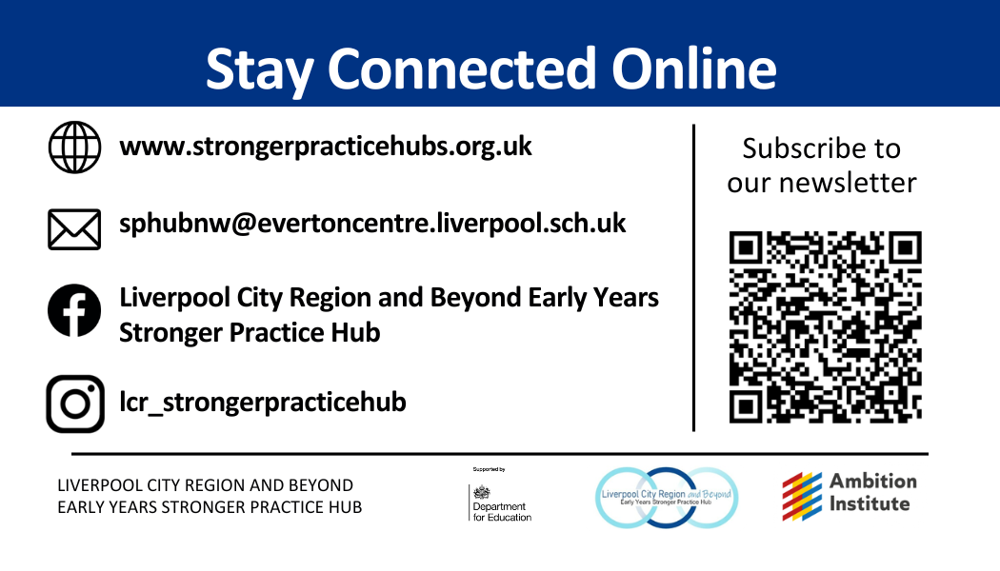 Stay Connected Online
www.strongerpracticehubs.org.uk
sphubnw@evertoncentre.liverpool.sch.uk
Liverpool City Region and Beyond Early Years
Stronger Practice Hub
lcr_strongerpracticehub
Subscribe to
our newsletter
LIVERPOOL CITY REGION AND BEYOND
EARLY YEARS STRONGER PRACTICE HUB
Supported by
Department
for Education
Liverpool City Region and Beyond
Early Years Stronger Practice Hub
Ambition
Institute